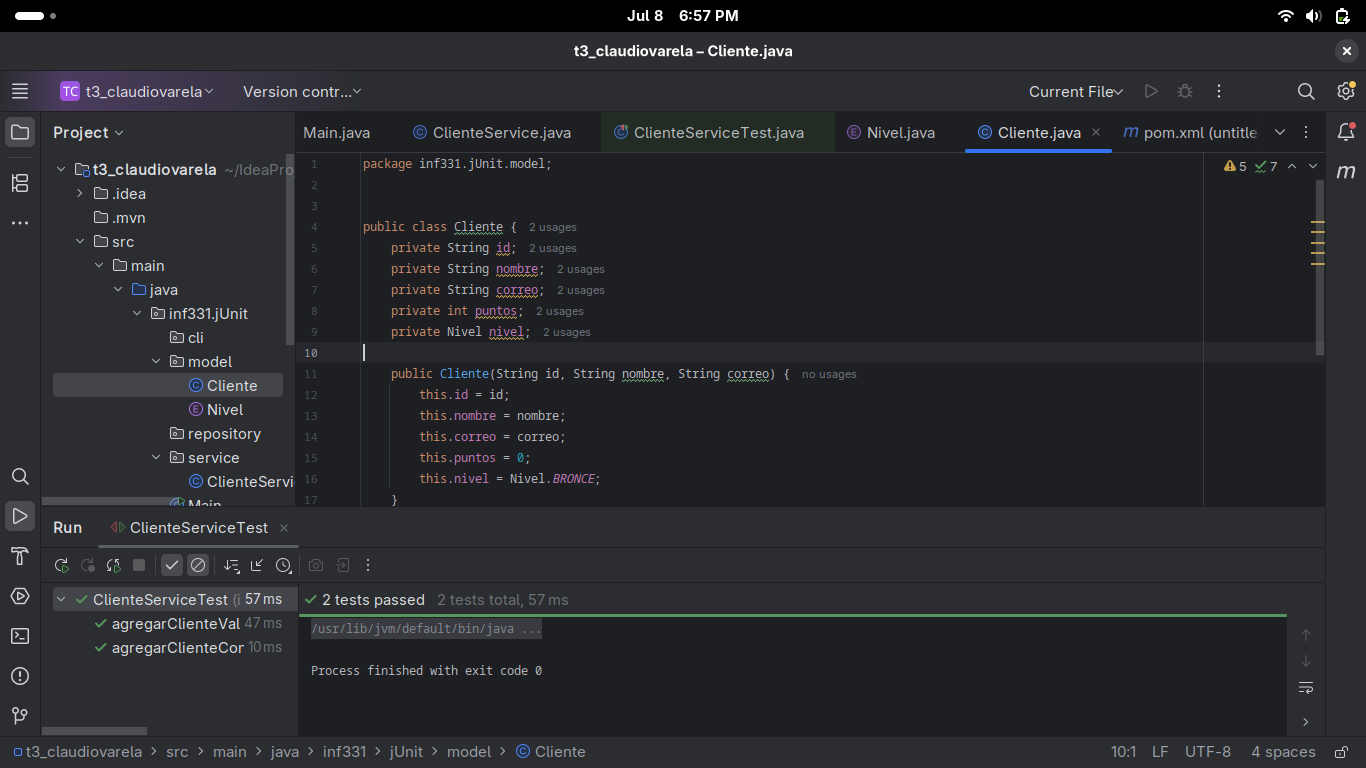 Jul 8 6:57 PM
t3_claudiovarela – Cliente.java
TC t3_claudiovarela Version contr... Current File
Project
Main.java ClienteService.java ClienteServiceTest.java Nivel.java Cliente.java pom.xml (untitle
t3_claudiovarela ~/IdeaPro
.idea
.mvn
src
main
java
inf331.jUnit
cli
model
Cliente
Nivel
repository
service
ClienteServi
Main
5 7
1 package inf331.jUnit.model;
2
3
4 public class Cliente { 2 usages
5 private String id; 2 usages
6 private String nombre; 2 usages
7 private String correo; 2 usages
8 private int puntos; 2 usages
9 private Nivel nivel; 2 usages
10
11 public Cliente(String id, String nombre, String correo) { no usages
12 this.id = id;
13 this.nombre = nombre;
14 this.correo = correo;
15 this.puntos = 0;
16 this.nivel = Nivel.BRONCE;
17 }
Run ClienteServiceTest
ClienteServiceTest (i 57 ms
agregarClienteVal 47 ms
agregarClienteCor 10 ms
2 tests passed 2 tests total, 57 ms
/usr/lib/jvm/default/bin/java ...
Process finished with exit code 0
t3_claudiovarela > src > main > java > inf331 > jUnit > model > Cliente 10:1 LF UTF-8 4 spaces